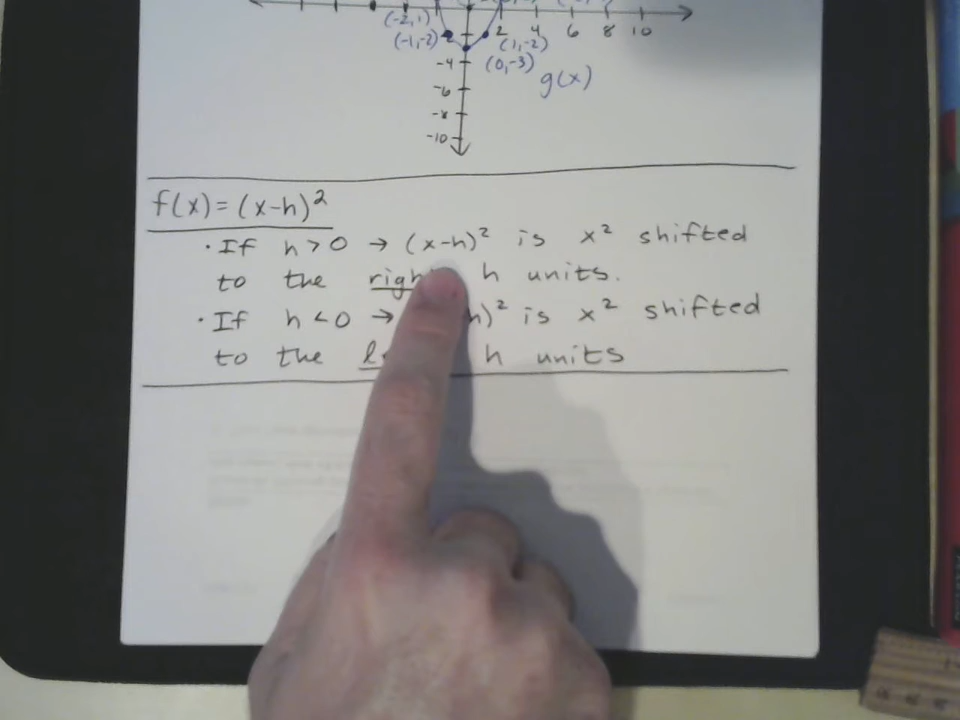 (-2,1)
(-1,-2) 2 4 6 8 10
(1,-2)
-4 (0,-3)
g(x)
-6
-8
-10
f(x) = (x-h)²
· If h > 0 → (x-h)² is x² shifted
to the h units.
· If h < 0 → h)² is x² shifted
to the h units